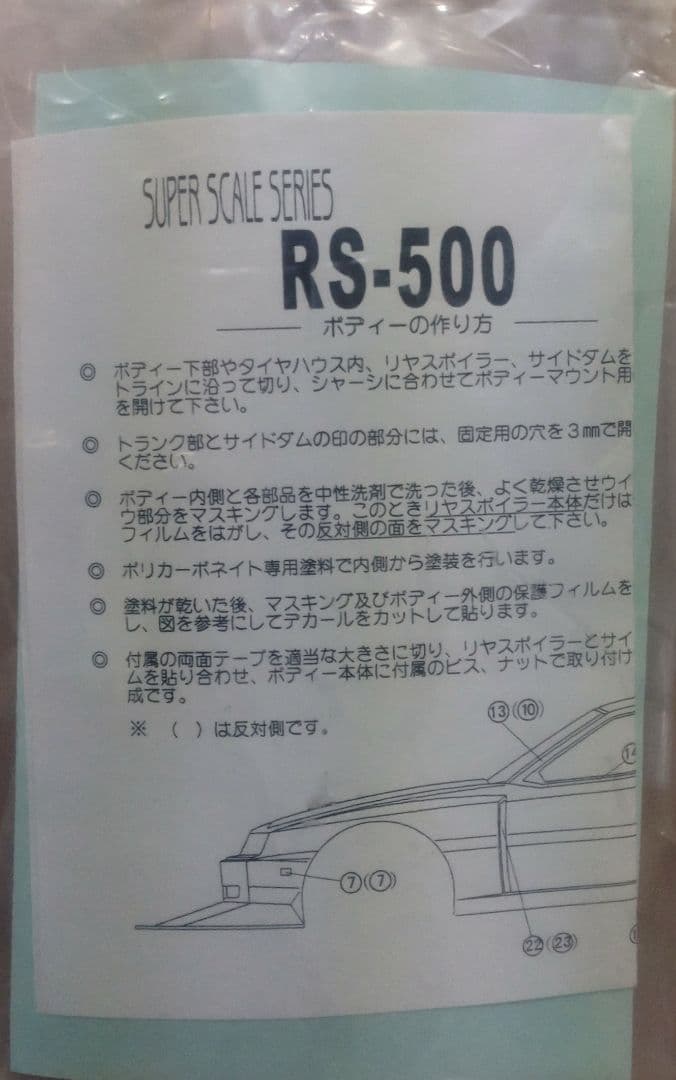 SUPER SCALE SERIES
RS-500
ボディーの作り方
◎ ボディー下部やタイヤハウス内、リヤスポイラー、サイドダムを
トラインに沿って切り、シャーシに合わせてボディーマウント用
を開けて下さい。
◎ トランク部とサイドダムの印の部分には、固定用の穴を3mmで開
ください。
◎ ボディー内側と各部品を中性洗剤で洗った後、よく乾燥させウイ
ウ部分をマスキングします。このときリヤスポイラー本体だけは
フィルムをはがし、その反対側の面をマスキングして下さい。
◎ ポリカーボネイト専用塗料で内側から塗装を行います。
◎ 塗料が乾いた後、マスキング及びボディー外側の保護フィルムを
し、図を参考にしてデカールをカットして貼ります。
◎ 付属の両面テープを適当な大きさに切り、リヤスポイラーとサイ
ムを貼り合わせ、ボディー本体に付属のビス、ナットで取り付け
成です。
※ ( )は反対側です。
⑬(⑩)
⑭
⑦(⑦)
㉒(㉓)